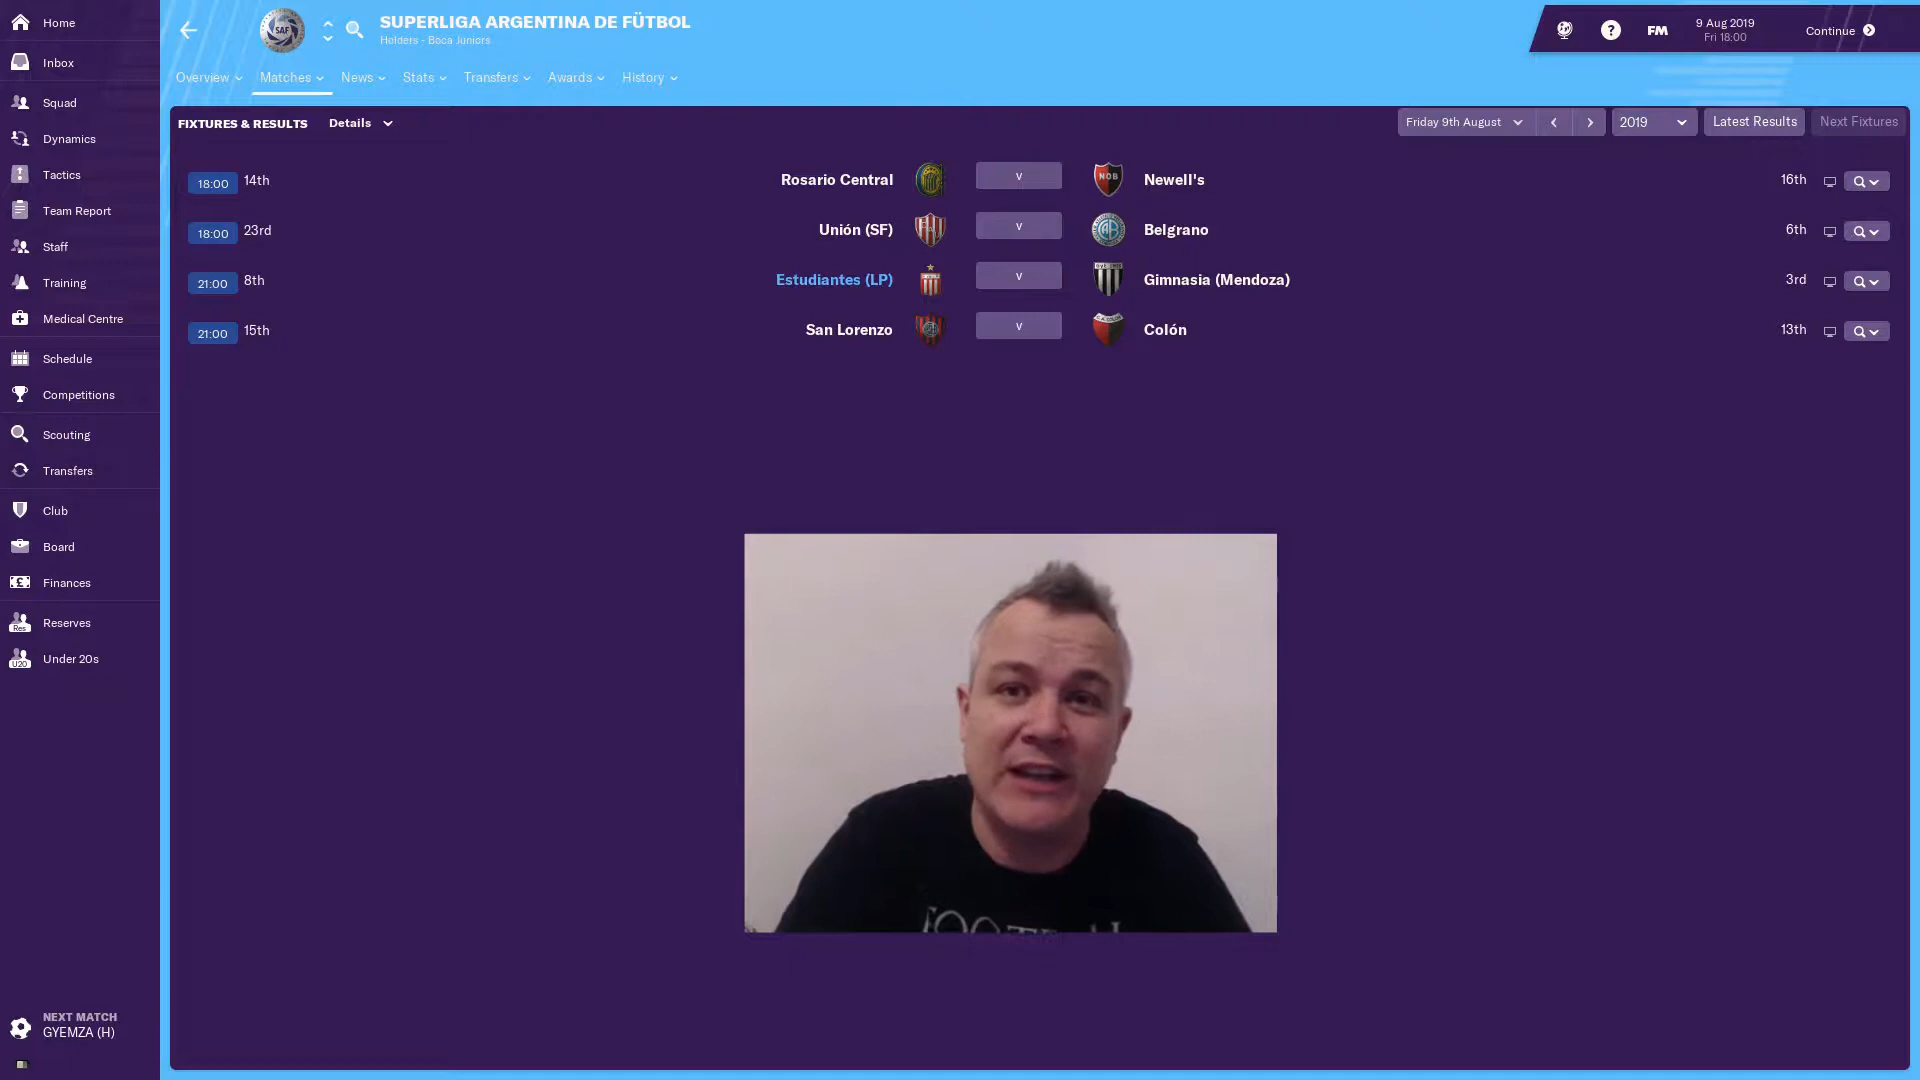 Home
Inbox
Squad
Dynamics
Tactics
Team Report
Staff
Training
Medical Centre
Schedule
Competitions
Scouting
Transfers
Club
Board
Finances
Res
Reserves
U20
Under 20s
NEXT MATCH
GYEMZA (H)
SAF
SUPERLIGA ARGENTINA DE FÚTBOL
Holders - Boca Juniors
FM
9 Aug 2019
Fri 18:00
Continue
Overview Matches News Stats Transfers Awards History
FIXTURES & RESULTS Details
Friday 9th August 2019 Latest Results Next Fixtures
18:00 14th Rosario Central v NOB Newell's 16th
18:00 23rd Unión (SF) v Belgrano 6th
21:00 8th Estudiantes (LP) v Gimnasia (Mendoza) 3rd
21:00 15th San Lorenzo v Colón 13th